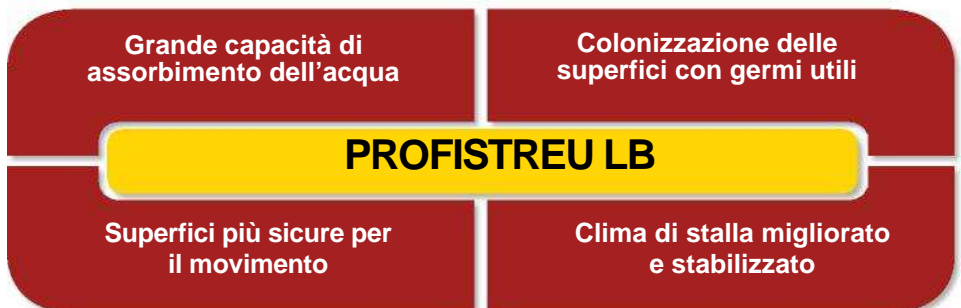 Grande capacità di
assorbimento dell’acqua
Colonizzazione delle
superfici con germi utili
PROFISTREU LB
Superfici più sicure per
il movimento
Clima di stalla migliorato
e stabilizzato